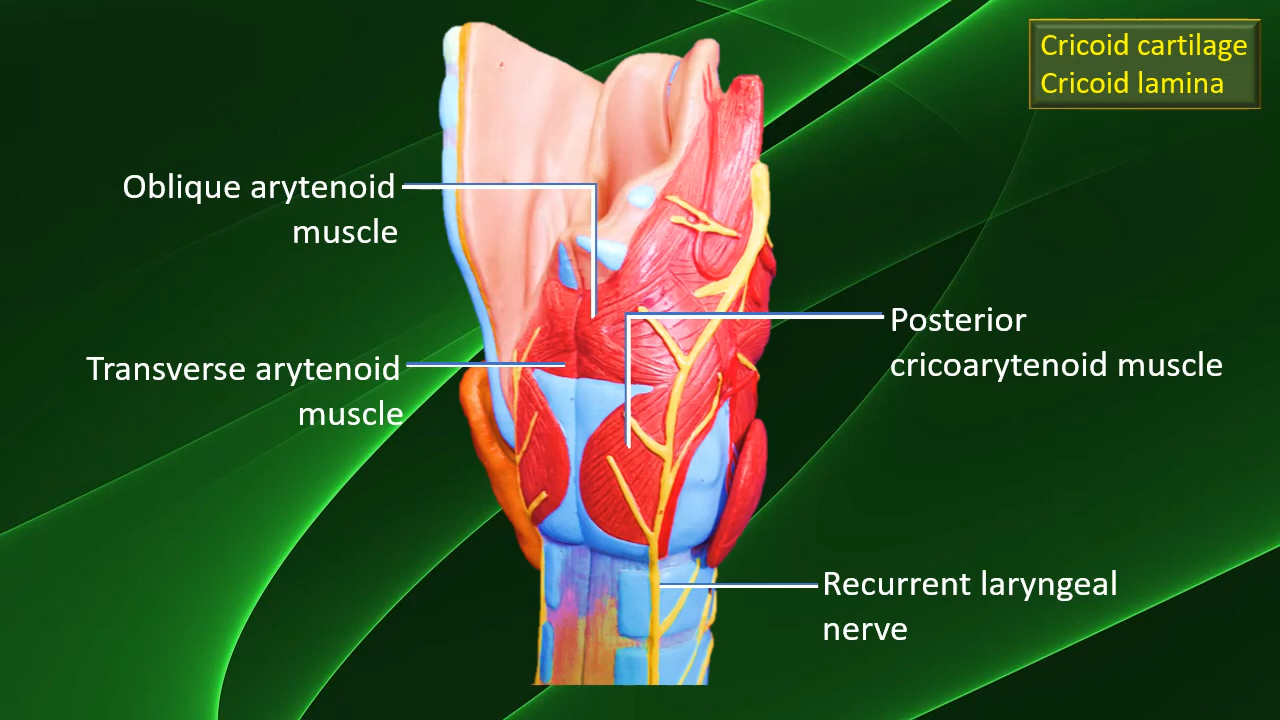 Cricoid cartilage
Cricoid lamina
Oblique arytenoid
muscle
Posterior
cricoarytenoid muscle
Transverse arytenoid
muscle
Recurrent laryngeal
nerve